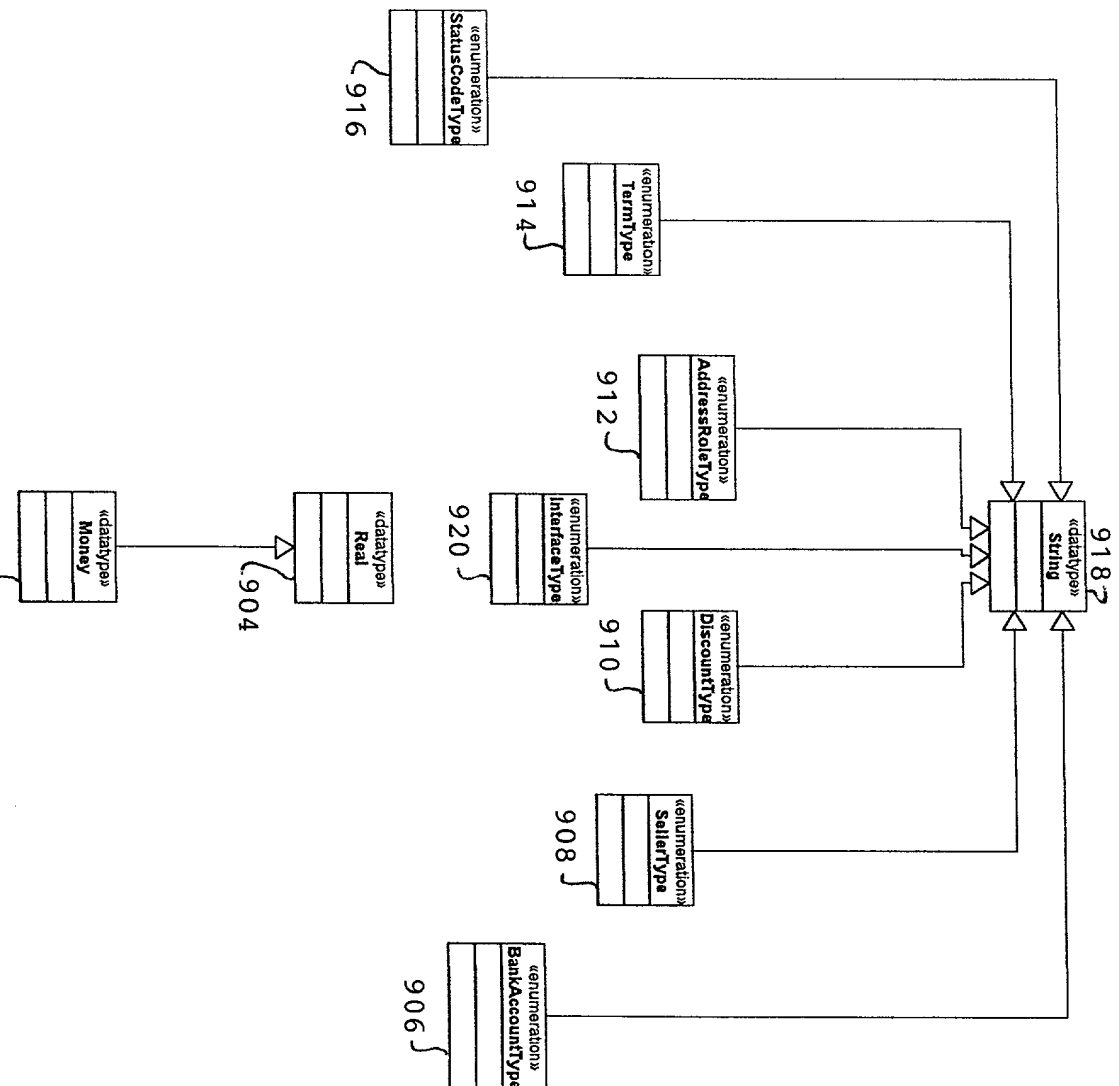 918
«datatype»
String
«enumeration»
StatusCodeType
916
«enumeration»
TermType
914
«enumeration»
AddressRoleType
912
«enumeration»
InterfaceType
920
«enumeration»
DiscountType
910
«enumeration»
SellerType
908
«enumeration»
BankAccountType
906
«datatype»
Real
904
«datatype»
Money